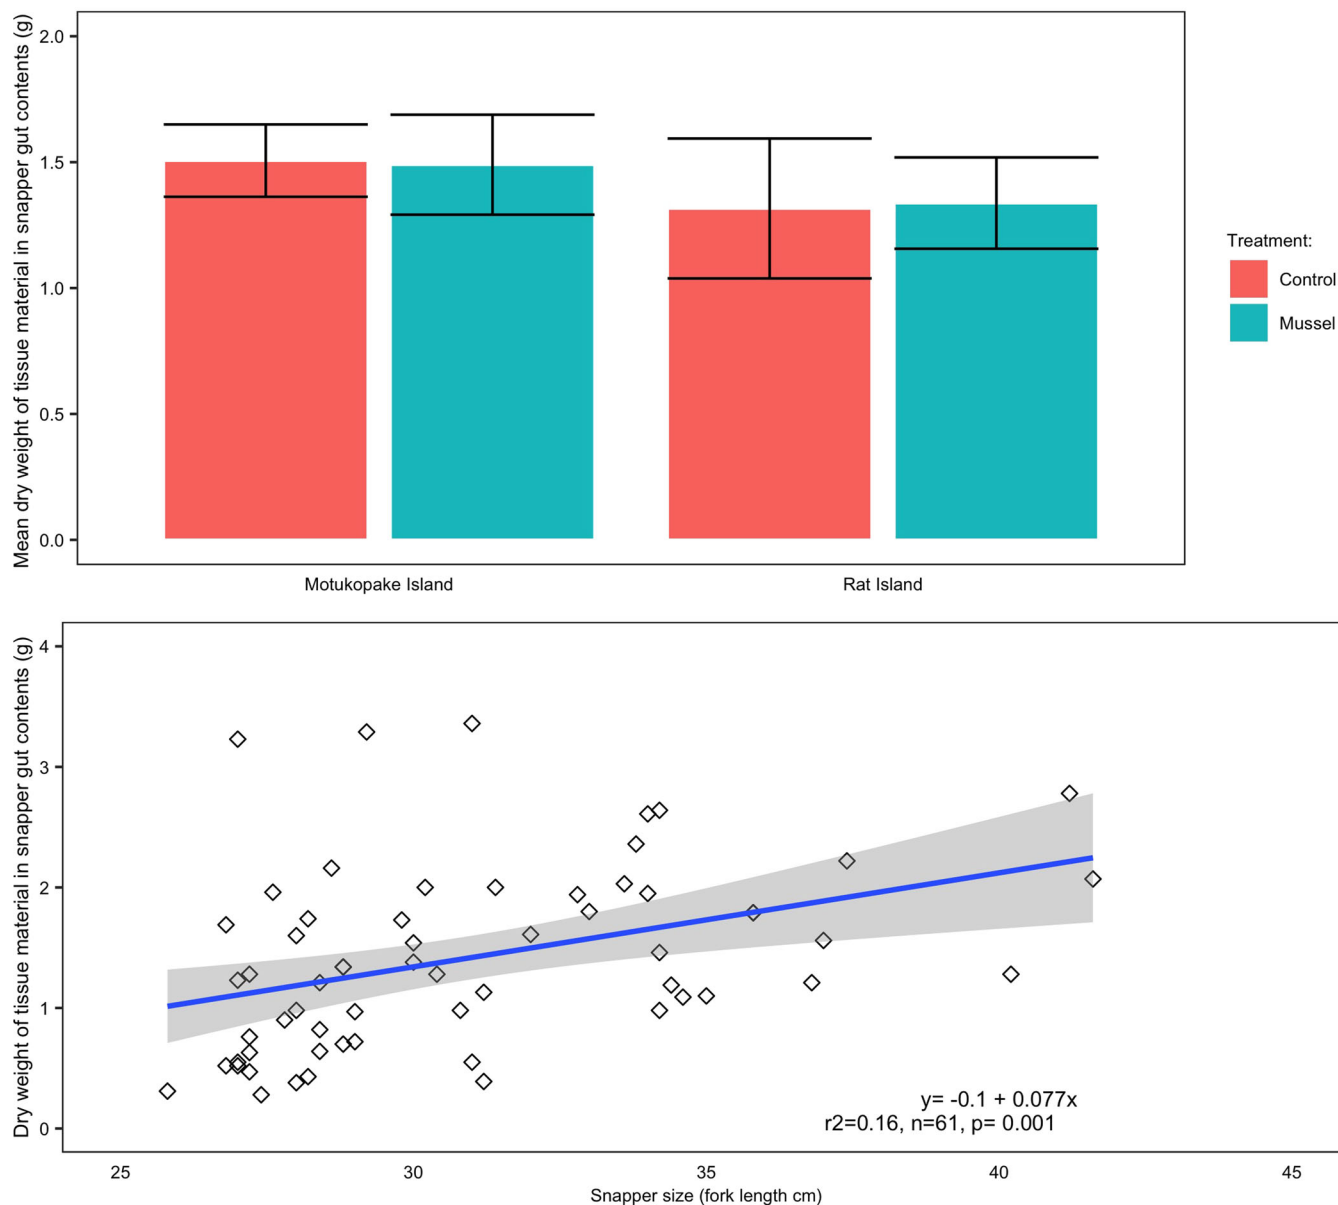 Mean dry weight of tissue material in snapper gut contents (g)
2.0
1.5
1.0
0.5
0.0
Motukopake Island
Rat Island
Treatment:
Control
Mussel
Dry weight of tissue material in snapper gut contents (g)
4
3
2
1
0
y= -0.1 + 0.077x
r2=0.16, n=61, p= 0.001
25
30
35
40
45
Snapper size (fork length cm)